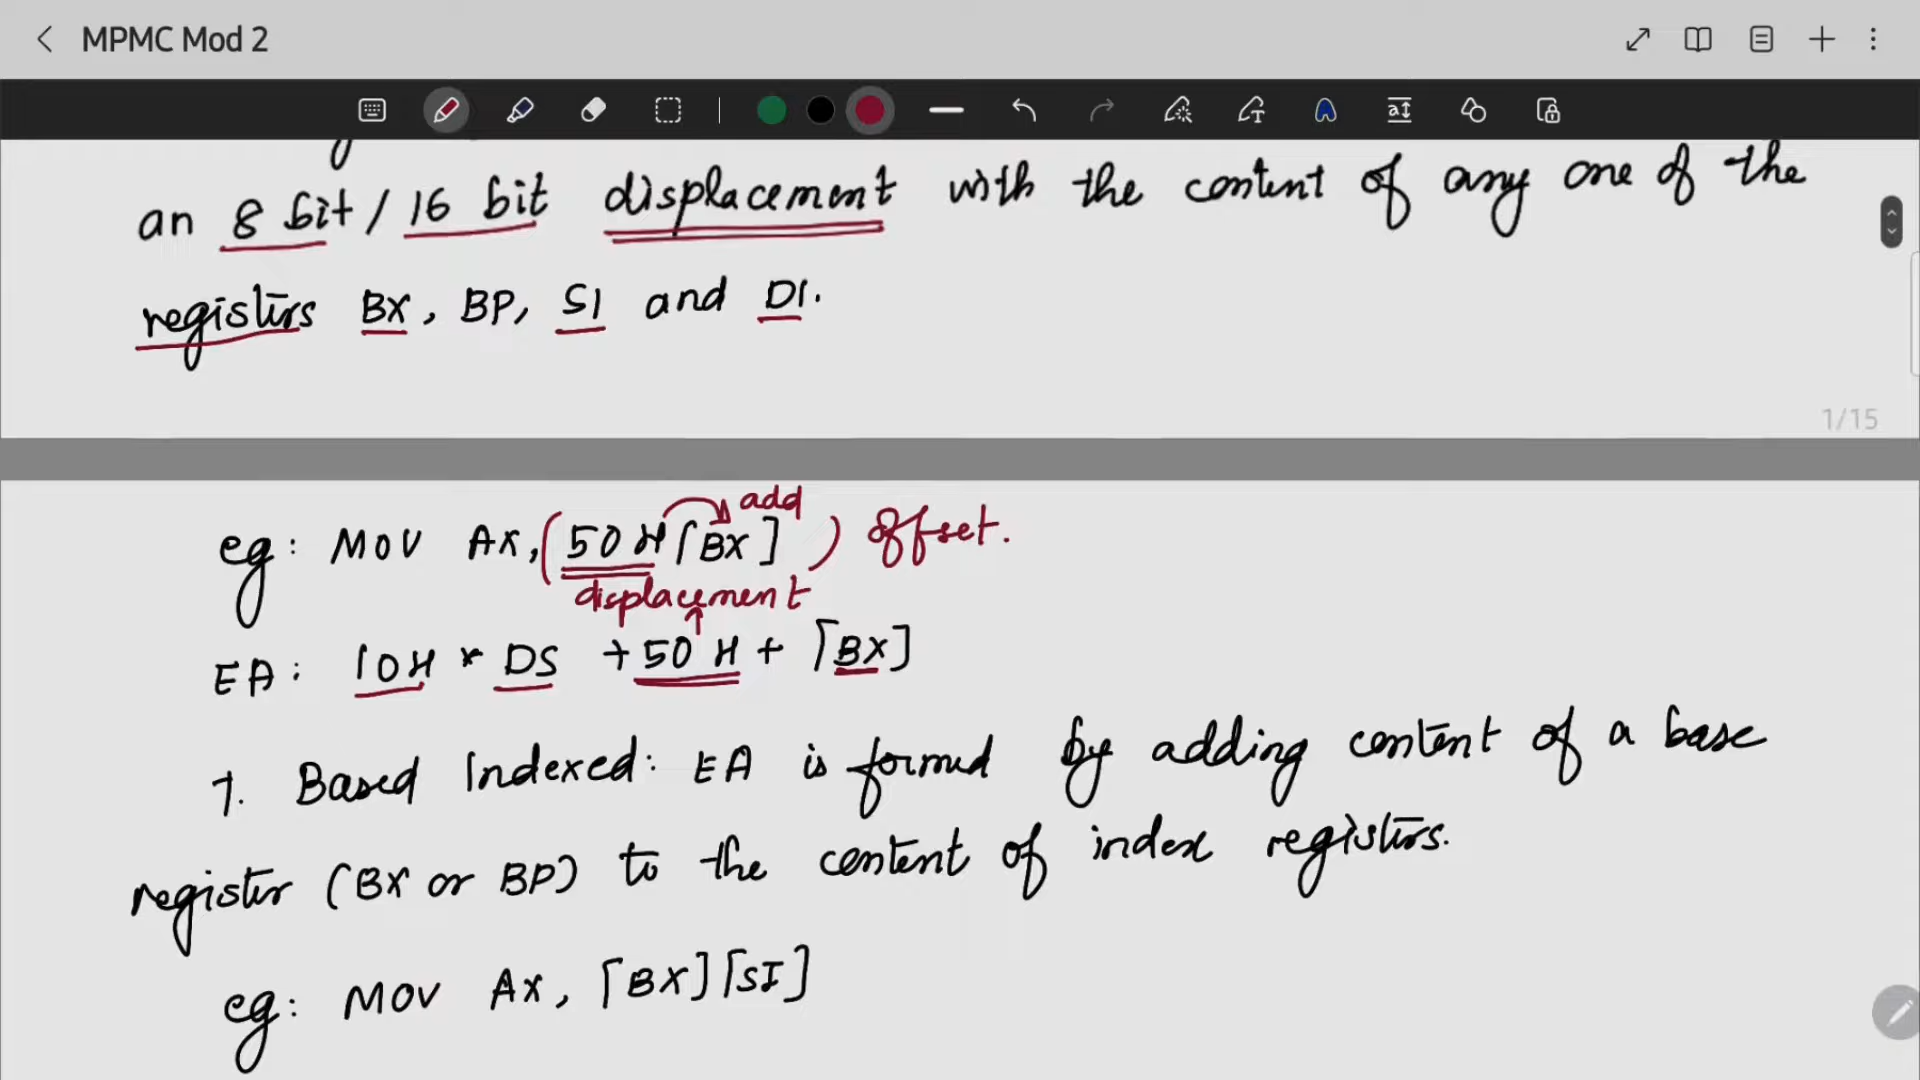 MPMC Mod 2
an 8 bit / 16 bit displacement with the content of any one of the
registers BX, BP, SI and DI.
1/15
add
eg: MOV AX, (50 H [BX] ) offset.
displacement
EA: 10H * DS + 50 H + [BX]
7. Based Indexed: EA is formed by adding content of a base
register (BX or BP) to the content of index registers.
eg: MOV AX, [BX][SI]